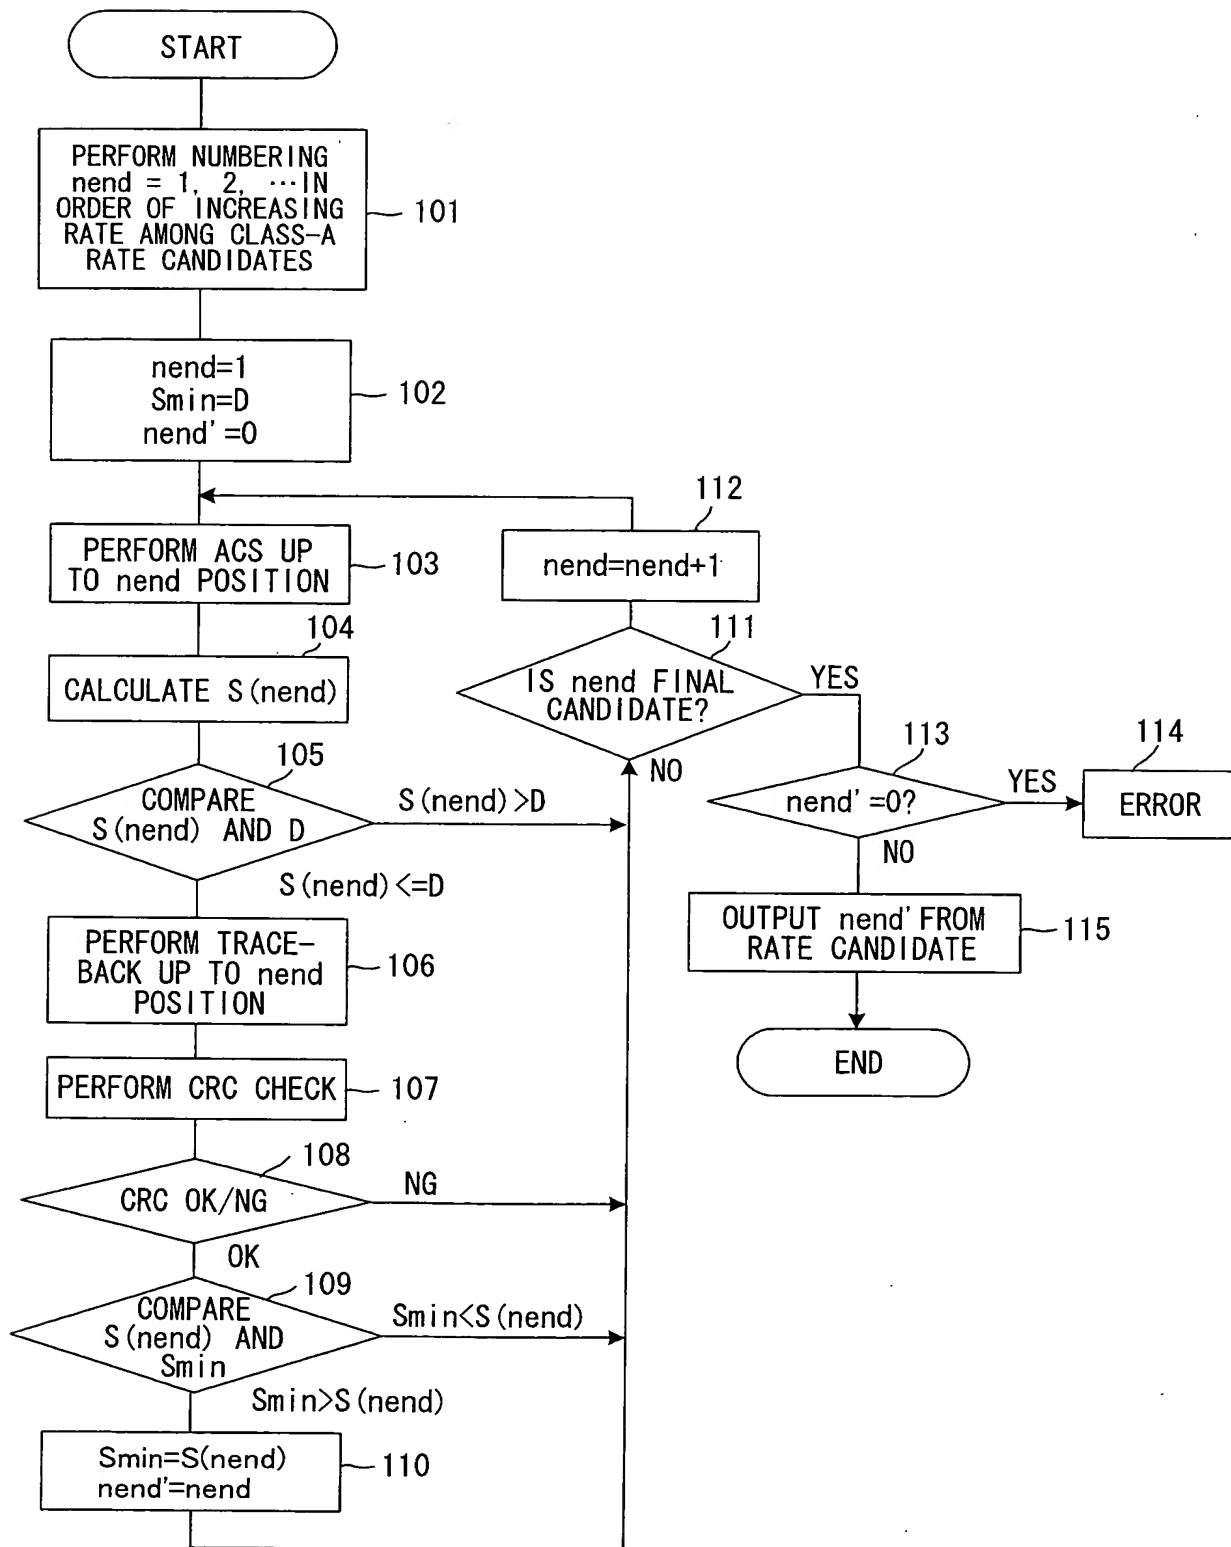 START
PERFORM NUMBERING
nend = 1, 2, ···IN
ORDER OF INCREASING
RATE AMONG CLASS-A
RATE CANDIDATES
101
nend=1
Smin=D
nend'=0
102
PERFORM ACS UP
TO nend POSITION
103
104
CALCULATE S(nend)
105
COMPARE
S(nend) AND D
S(nend)>D
S(nend)<=D
PERFORM TRACE-
BACK UP TO nend
POSITION
106
PERFORM CRC CHECK
107
108
CRC OK/NG
NG
OK
109
COMPARE
S(nend) AND
Smin
Smin<S(nend)
Smin>S(nend)
Smin=S(nend)
nend'=nend
110
112
nend=nend+1
111
IS nend FINAL
CANDIDATE?
YES
NO
113
nend'=0?
YES
NO
114
ERROR
OUTPUT nend' FROM
RATE CANDIDATE
115
END